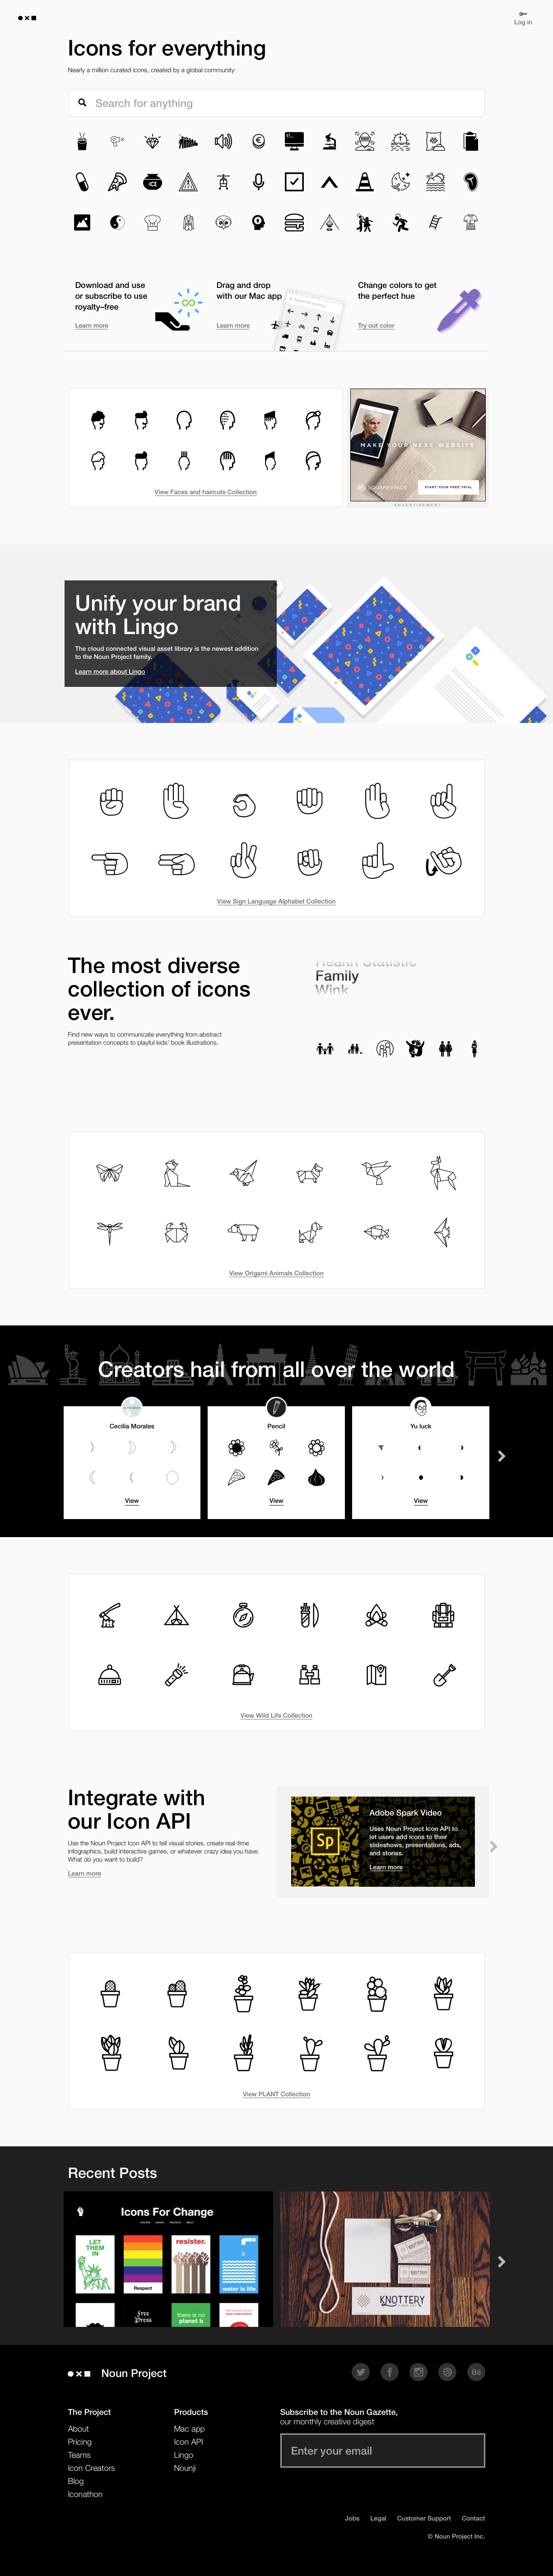 Log in
Icons for everything
Nearly a million curated icons, created by a global community
Search for anything
Download and use
or subscribe to use
royalty–free
Learn more
Drag and drop
with our Mac app
Learn more
Change colors to get
the perfect hue
Try out color
View Faces and haircuts Collection
MAKE YOUR NEXT WEBSITE
SQUARESPACE
START YOUR FREE TRIAL
ADVERTISEMENT
Unify your brand
with Lingo
The cloud connected visual asset library is the newest addition
to the Noun Project family.
Learn more about Lingo
View Sign Language Alphabet Collection
The most diverse
collection of icons
ever.
Find new ways to communicate everything from abstract
presentation concepts to playful kids' book illustrations.
Health Statistic
Family
Wink
View Origami Animals Collection
Creators hail from all over the world
Cecilia Morales
View
Pencil
View
Yu luck
View
View Wild Life Collection
Integrate with
our Icon API
Use the Noun Project Icon API to tell visual stories, create real-time
infographics, build interactive games, or whatever crazy idea you have.
What do you want to build?
Learn more
Sp
Adobe Spark Video
Uses Noun Project Icon API to
let users add icons to their
slideshows, presentations, ads,
and stories.
Learn more
View PLANT Collection
Recent Posts
Icons For Change
LET
THEM
IN
Respect
resister.
water is life
Free
Press
there is no
planet b
KNOTTERY
Noun Project
Bē
The Project
About
Pricing
Teams
Icon Creators
Blog
Iconathon
Products
Mac app
Icon API
Lingo
Nounji
Subscribe to the Noun Gazette,
our monthly creative digest
Enter your email
Jobs
Legal
Customer Support
Contact
© Noun Project Inc.